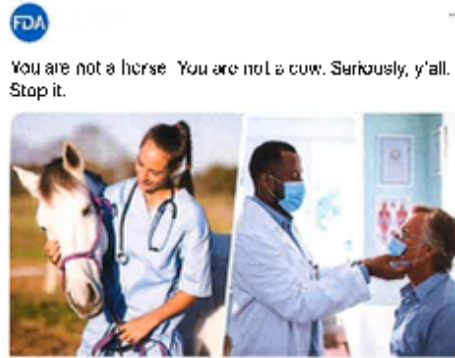 FDA
You are not a horse. You are not a cow. Seriously, y'all.
Stop it.